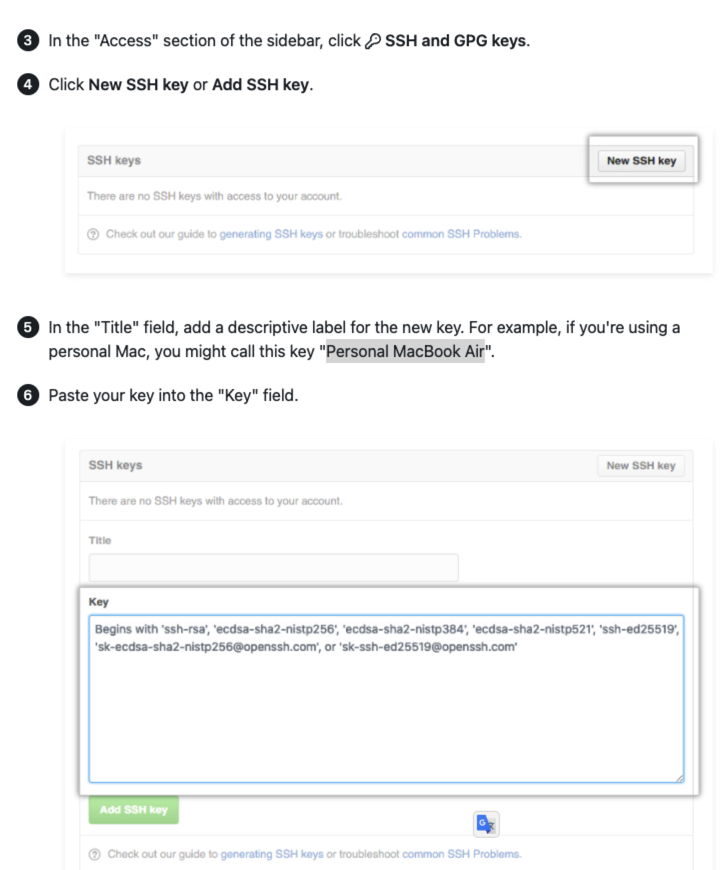 3 In the "Access" section of the sidebar, click SSH and GPG keys.
4 Click New SSH key or Add SSH key.
SSH keys New SSH key
There are no SSH keys with access to your account.
Check out our guide to generating SSH keys or troubleshoot common SSH Problems.
5 In the "Title" field, add a descriptive label for the new key. For example, if you're using a
personal Mac, you might call this key "Personal MacBook Air".
6 Paste your key into the "Key" field.
SSH keys New SSH key
There are no SSH keys with access to your account.
Title
Key
Begins with 'ssh-rsa', 'ecdsa-sha2-nistp256', 'ecdsa-sha2-nistp384', 'ecdsa-sha2-nistp521', 'ssh-ed25519',
'sk-ecdsa-sha2-nistp256@openssh.com', or 'sk-ssh-ed25519@openssh.com'
Add SSH key
Check out our guide to generating SSH keys or troubleshoot common SSH Problems.